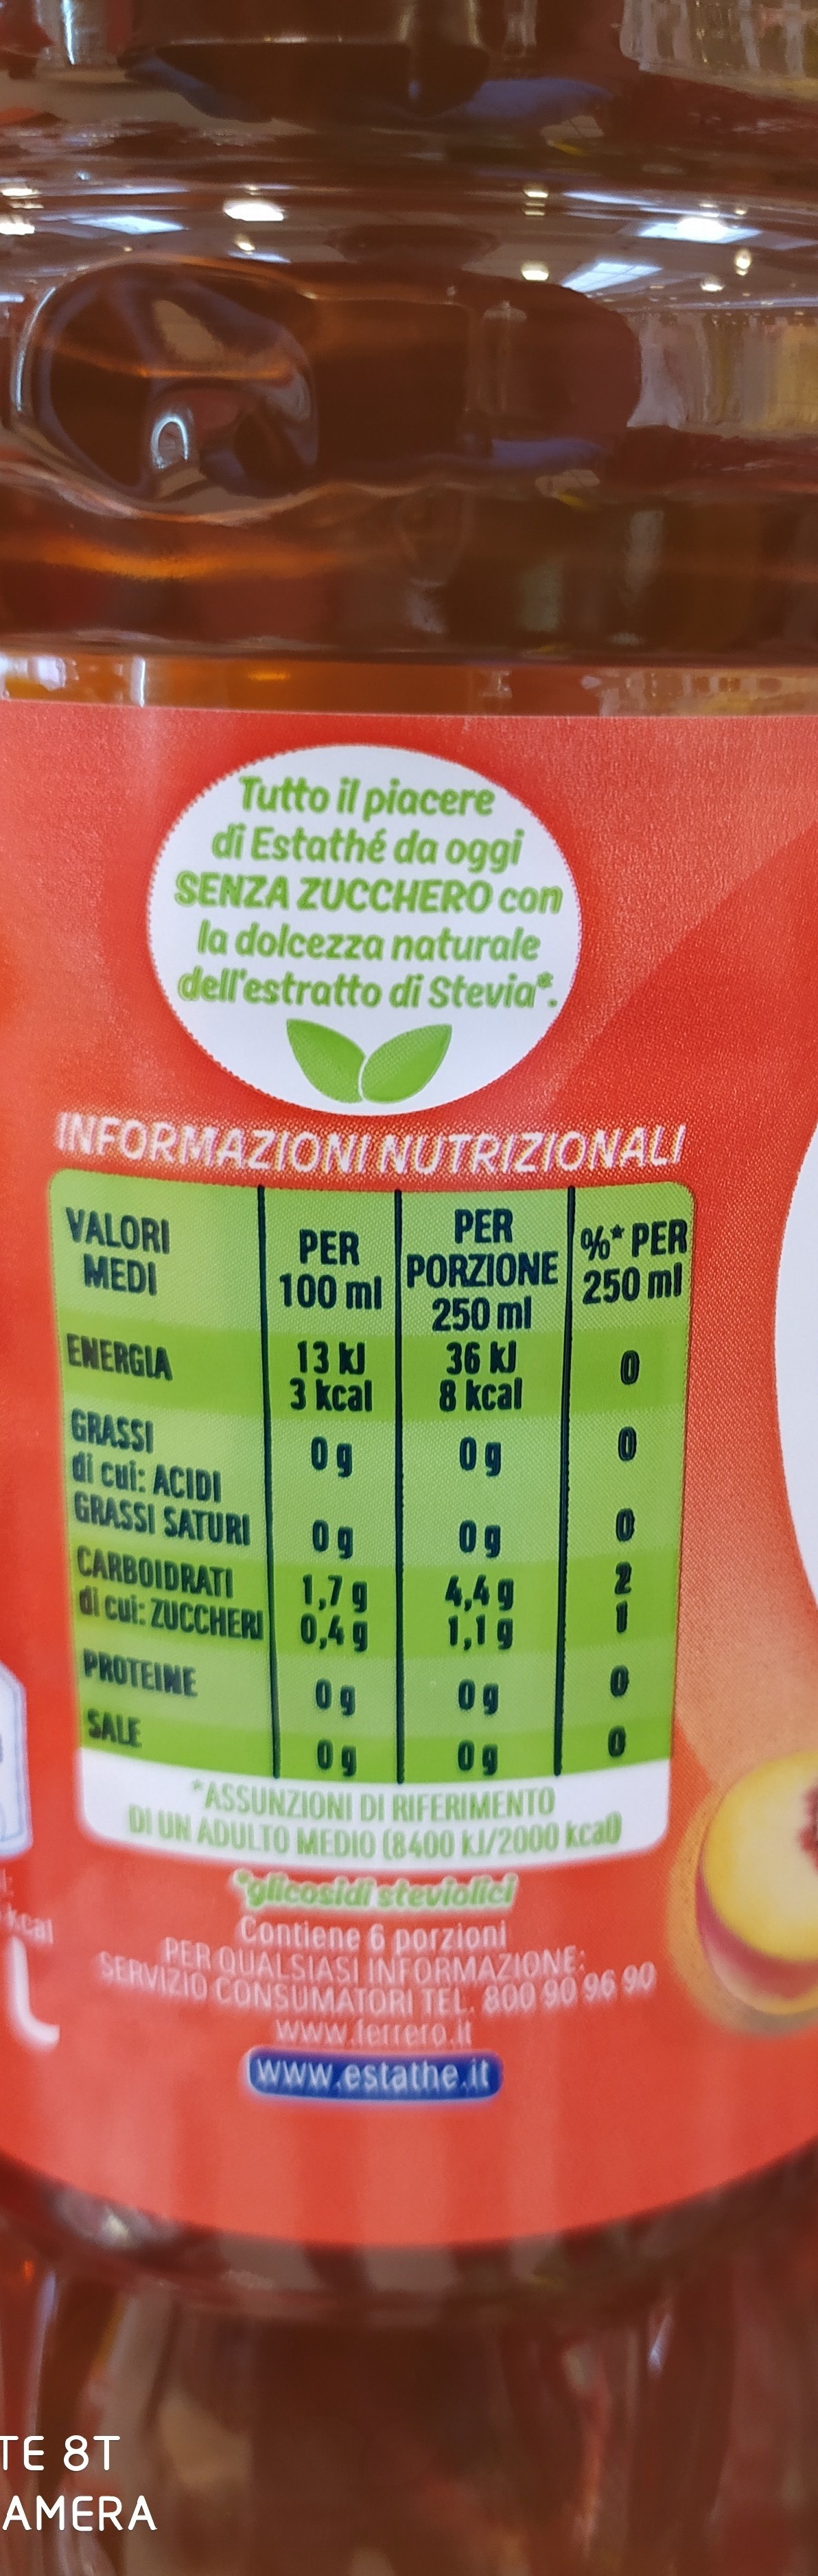 Tutto il piacere
di Estathé da oggi
SENZA ZUCCHERO con
la dolcezza naturale
dell'estratto di Stevia*.
INFORMAZIONI NUTRIZIONALI
VALORI MEDI PER 100 ml PER PORZIONE 250 ml %* PER 250 ml
ENERGIA 13 kJ 36 kJ 0
3 kcal 8 kcal
GRASSI 0 g 0 g 0
di cui: ACIDI
GRASSI SATURI 0 g 0 g 0
CARBOIDRATI 1,7 g 4,4 g 2
di cui: ZUCCHERI 0,4 g 1,1 g 1
PROTEINE 0 g 0 g 0
SALE 0 g 0 g 0
*ASSUNZIONI DI RIFERIMENTO
DI UN ADULTO MEDIO (8400 kJ/2000 kcal)
*glicosidi steviolici
Contiene 6 porzioni
PER QUALSIASI INFORMAZIONE:
SERVIZIO CONSUMATORI TEL. 800 90 96 90
www.ferrero.it
www.estathe.it
kcal
L
TE 8T
AMERA